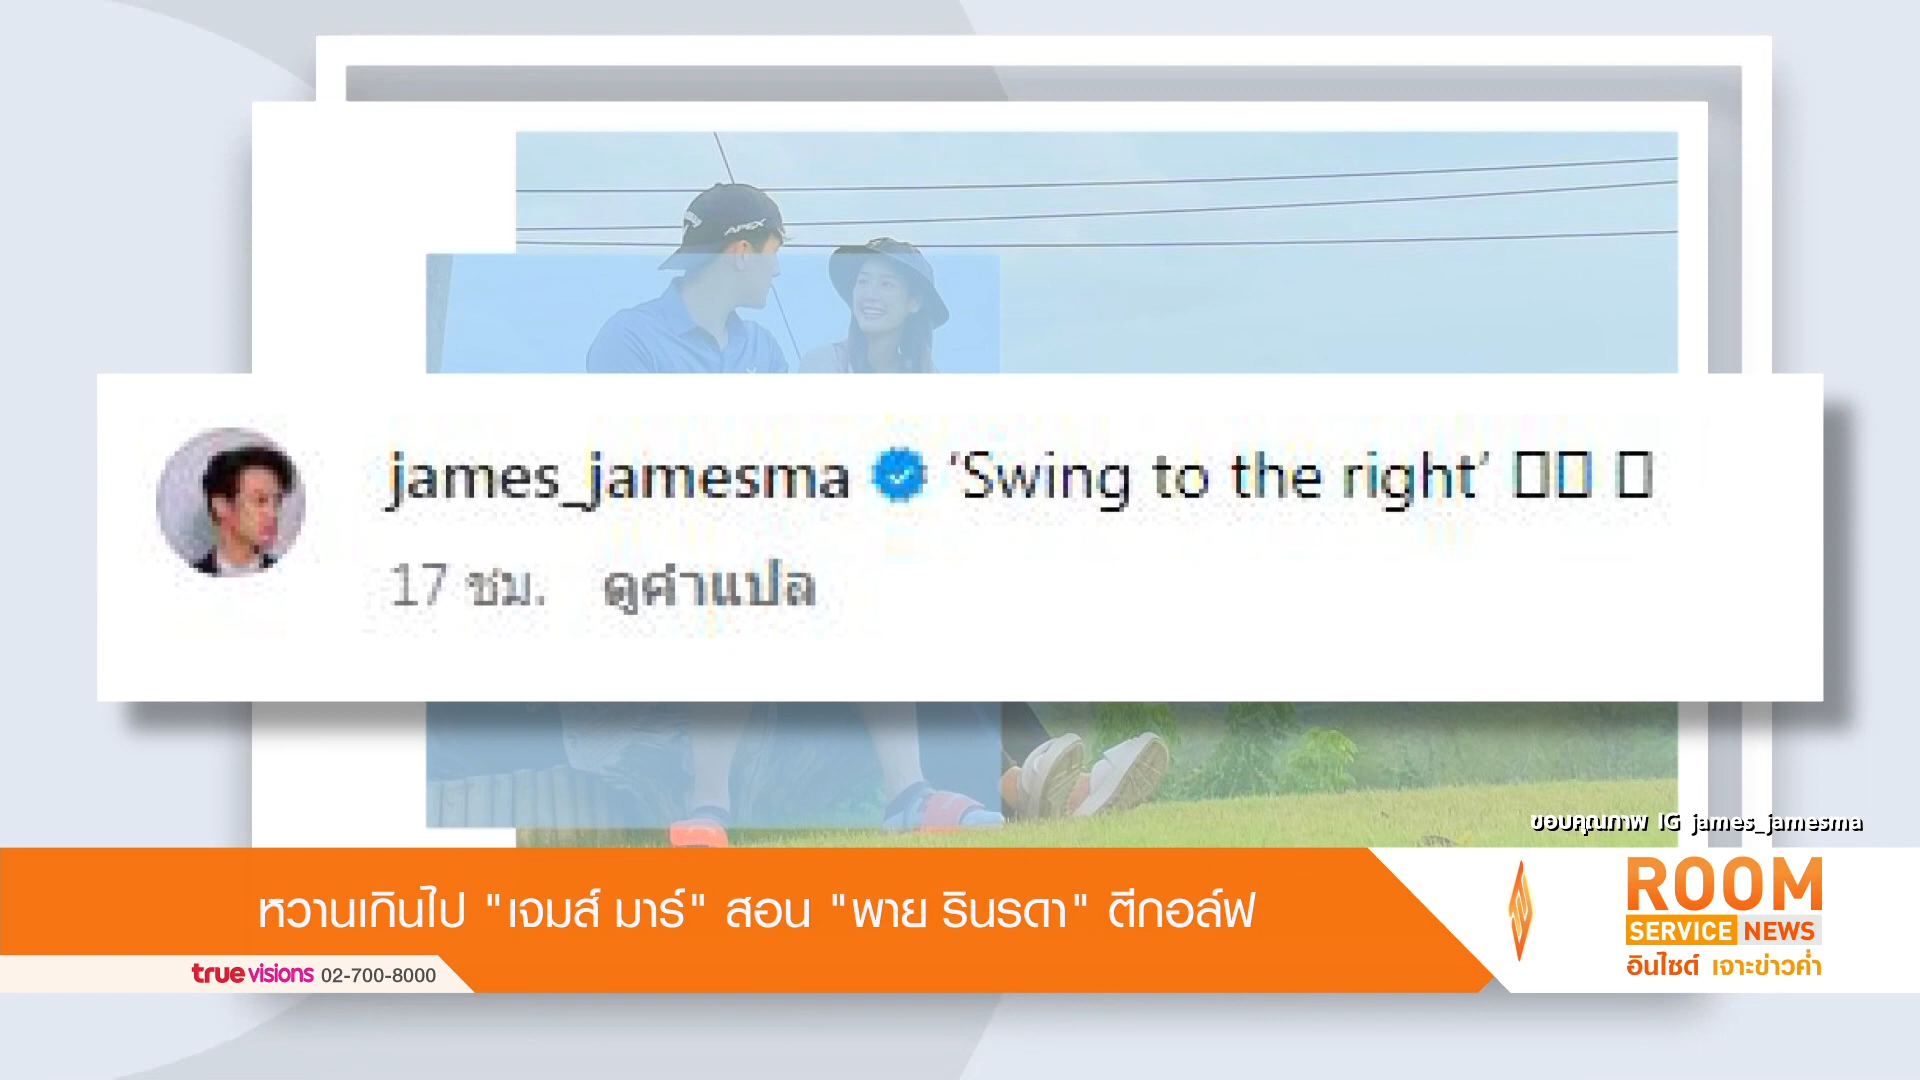 APEX
james_jamesma 'Swing to the right' 
17 ชม. ดูคำแปล
ขอบคุณภาพ IG james_jamesma
หวานเกินไป "เจมส์ มาร์" สอน "พาย รินรดา" ตีกอล์ฟ
truevisions 02-700-8000
ROOM
SERVICE NEWS
อินไซด์ เจาะข่าวค่ำ